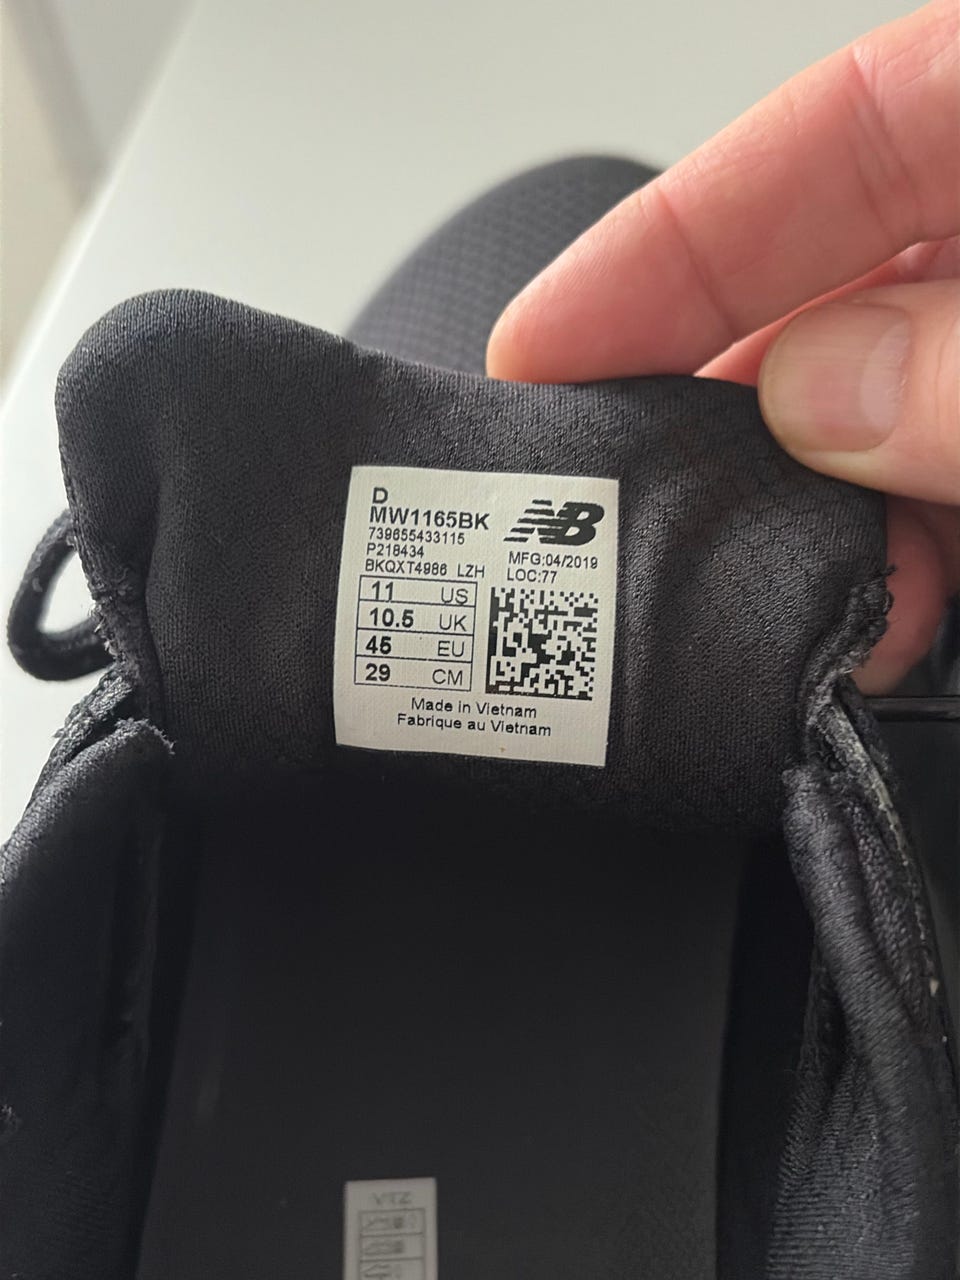 D
MW1165BK
NB
739655433115
P218434
BKQXT4986 LZH
MFG:04/2019
LOC:77
11 US
10.5 UK
45 EU
29 CM
Made in Vietnam
Fabrique au Vietnam